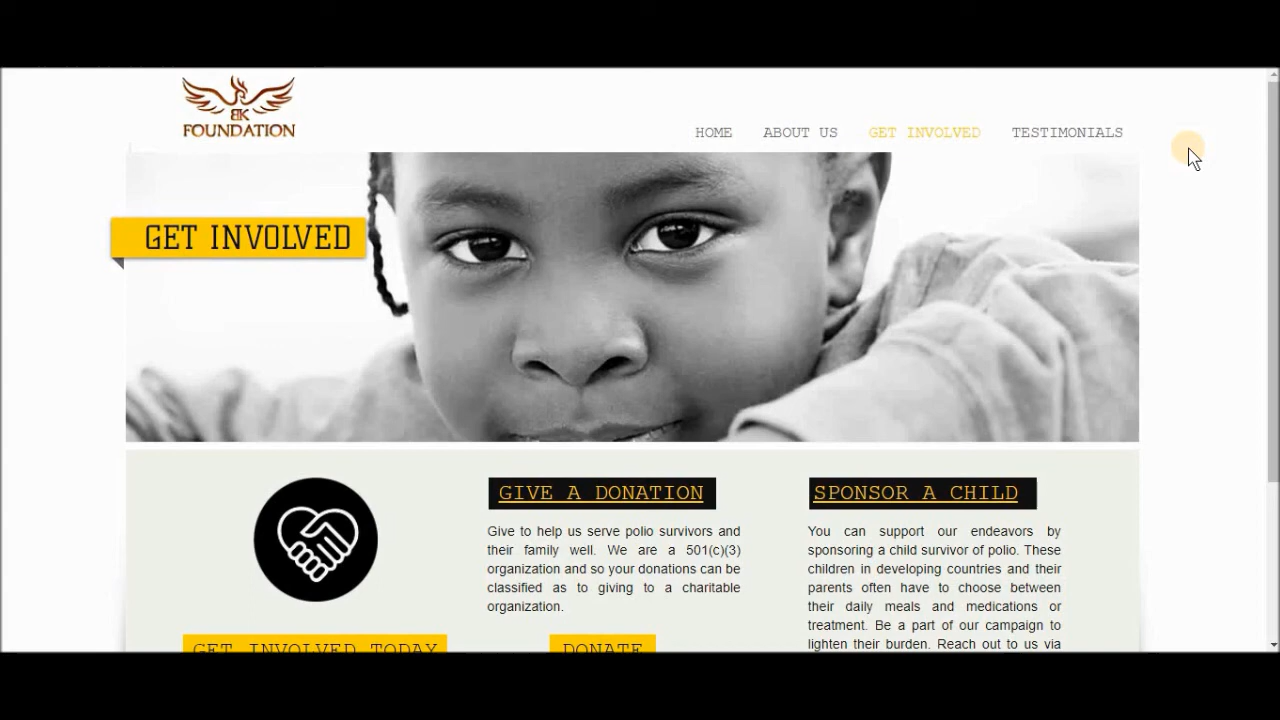 BK
FOUNDATION
HOME ABOUT US GET INVOLVED TESTIMONIALS
GET INVOLVED
GIVE A DONATION
Give to help us serve polio survivors and
their family well. We are a 501(c)(3)
organization and so your donations can be
classified as to giving to a charitable
organization.
SPONSOR A CHILD
You can support our endeavors by
sponsoring a child survivor of polio. These
children in developing countries and their
parents often have to choose between
their daily meals and medications or
treatment. Be a part of our campaign to
lighten their burden. Reach out to us via
GET INVOLVED TODAY
DONATE